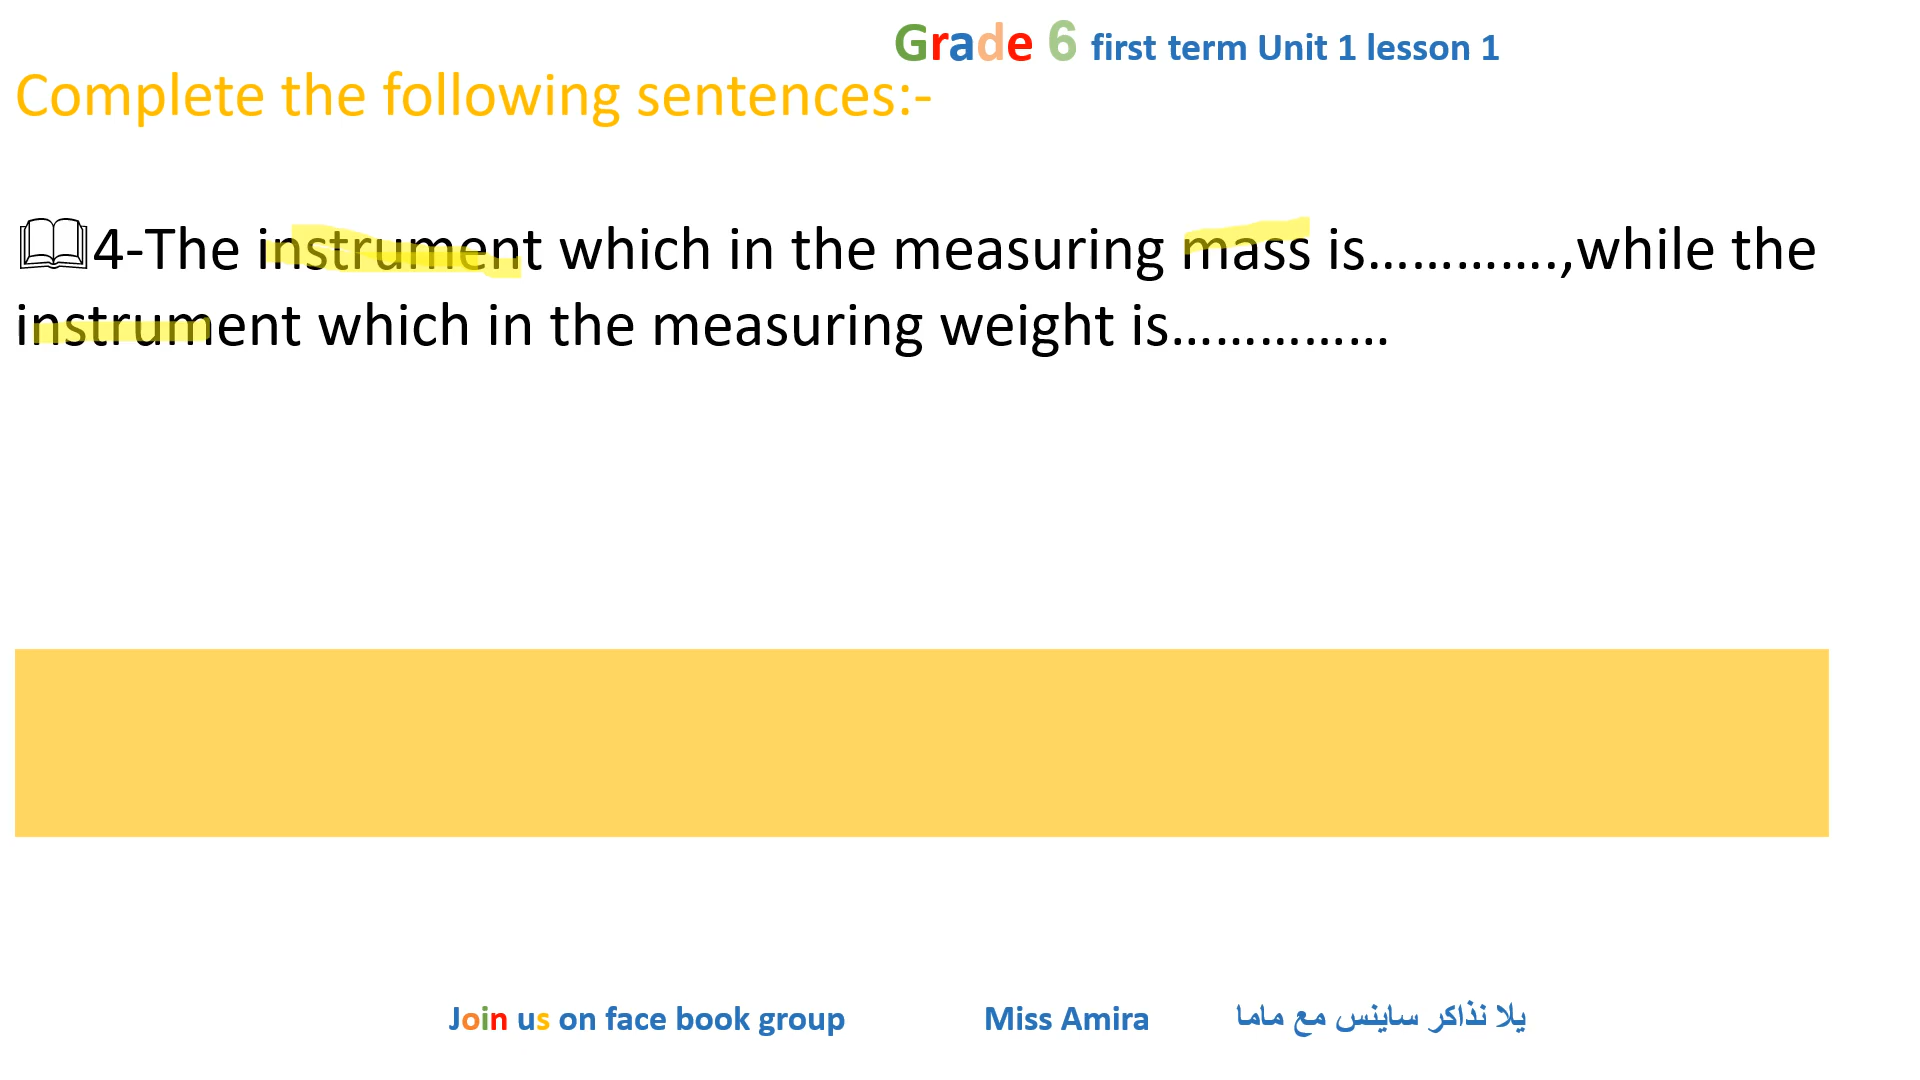 Grade 6 first term Unit 1 lesson 1
Complete the following sentences:-
4-The instrument which in the measuring mass is………….,while the
instrument which in the measuring weight is……………
Join us on face book group Miss Amira يلا نذاكر ساينس مع ماما